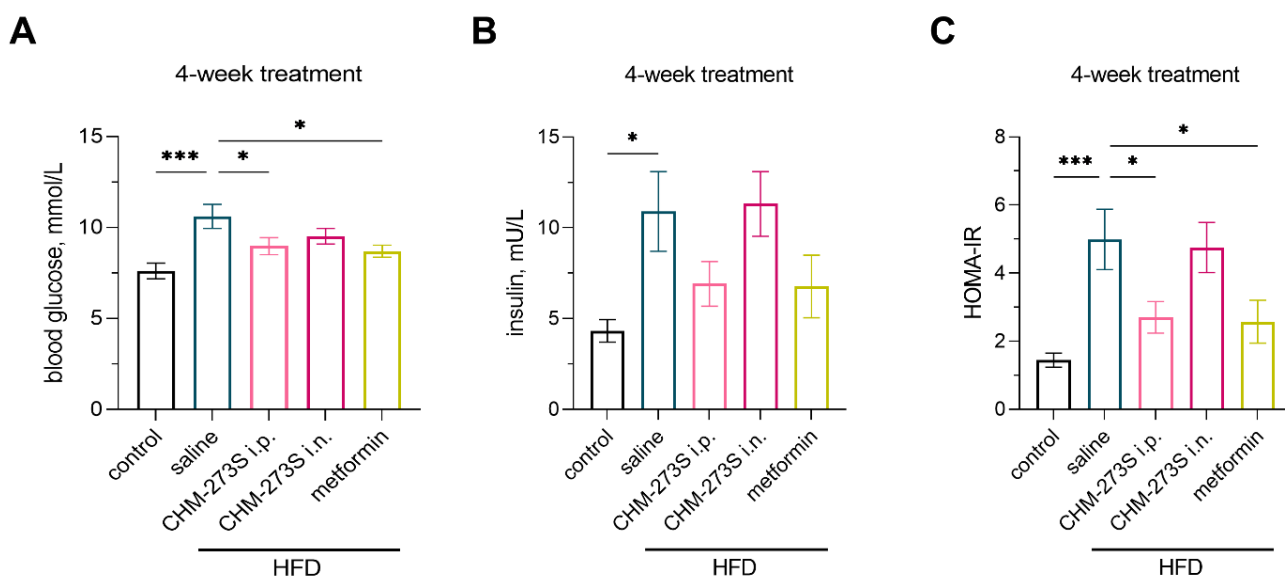 A
4-week treatment
blood glucose, mmol/L
15
10
5
0
***
*
*
control
saline
CHM-273S i.p.
CHM-273S i.n.
metformin
HFD
B
4-week treatment
insulin, mU/L
15
10
5
0
*
control
saline
CHM-273S i.p.
CHM-273S i.n.
metformin
HFD
C
4-week treatment
HOMA-IR
8
6
4
2
0
***
*
*
control
saline
CHM-273S i.p.
CHM-273S i.n.
metformin
HFD